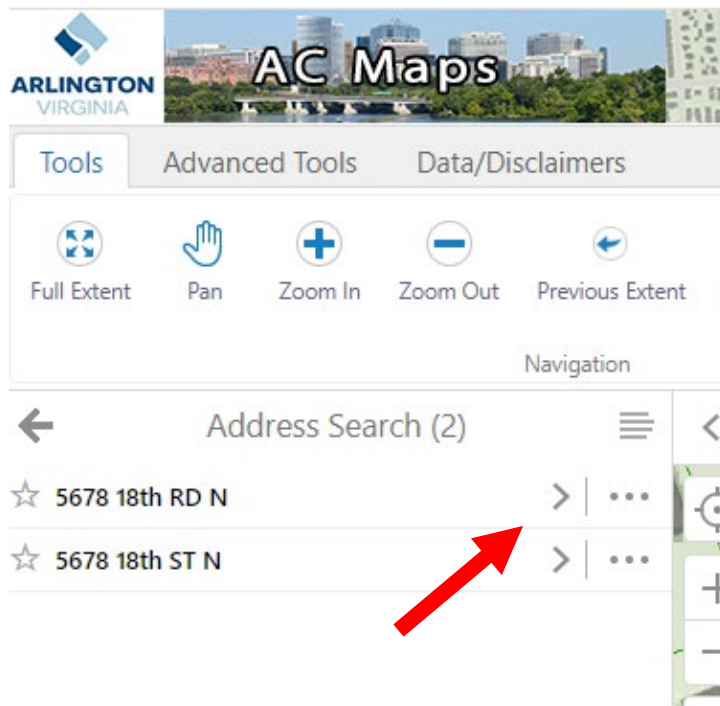 ARLINGTON
VIRGINIA
AC Maps
Tools Advanced Tools Data/Disclaimers
Full Extent Pan Zoom In Zoom Out Previous Extent
Navigation
Address Search (2)
5678 18th RD N
5678 18th ST N